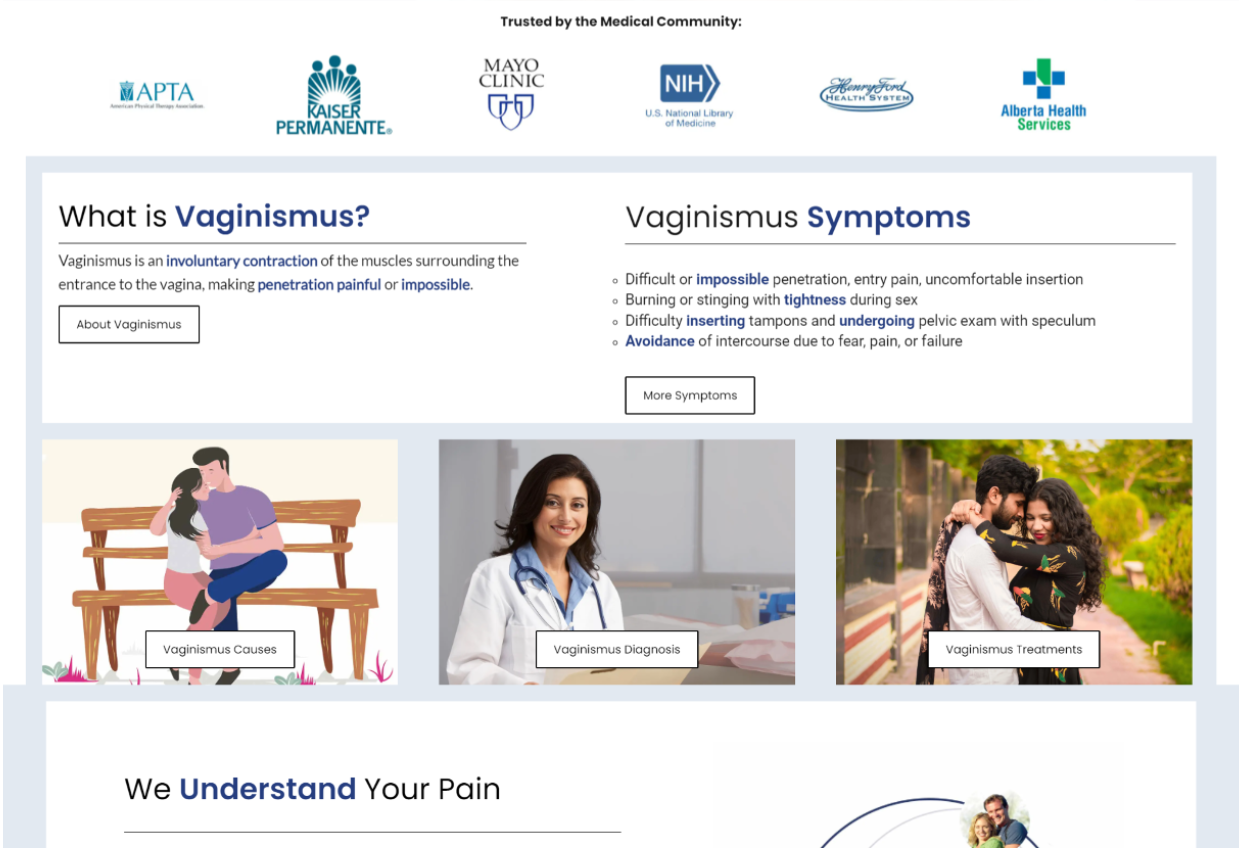 Trusted by the Medical Community:
APTA
American Physical Therapy Association.
KAISER
PERMANENTE®
MAYO
CLINIC
NIH
U.S. National Library
of Medicine
Henry Ford
HEALTH SYSTEM
Alberta Health
Services
What is Vaginismus?
Vaginismus is an involuntary contraction of the muscles surrounding the
entrance to the vagina, making penetration painful or impossible.
About Vaginismus
Vaginismus Symptoms
Difficult or impossible penetration, entry pain, uncomfortable insertion
Burning or stinging with tightness during sex
Difficulty inserting tampons and undergoing pelvic exam with speculum
Avoidance of intercourse due to fear, pain, or failure
More Symptoms
Vaginismus Causes
Vaginismus Diagnosis
Vaginismus Treatments
We Understand Your Pain